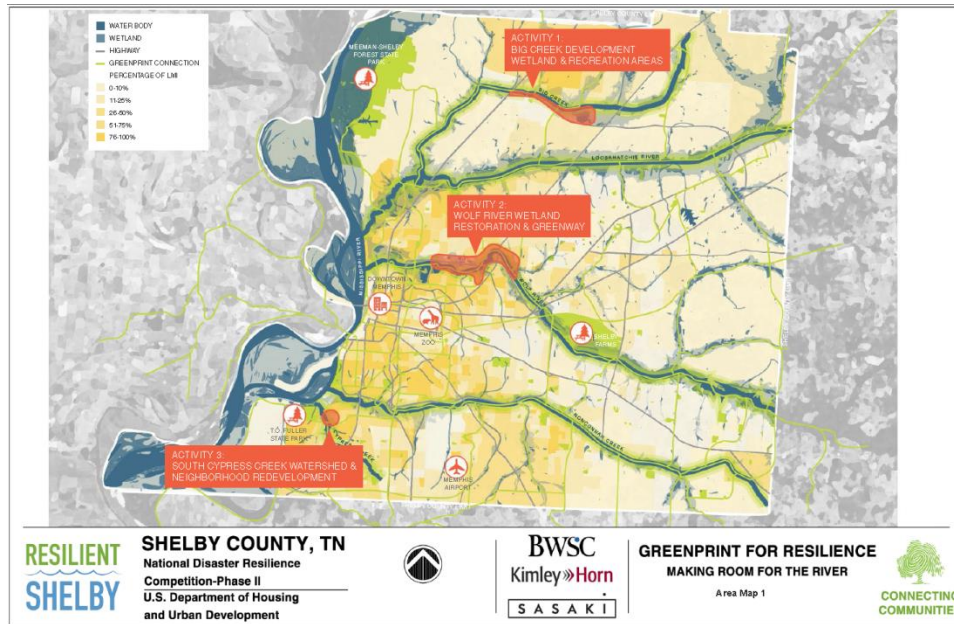 WATER BODY
WETLAND
HIGHWAY
GREENPRINT CONNECTION
PERCENTAGE OF LMI
0-10%
11-25%
26-50%
51-75%
76-100%
MEEMAN-SHELBY
FOREST STATE
PARK
ACTIVITY 1:
BIG CREEK DEVELOPMENT
WETLAND & RECREATION AREAS
BIG CREEK
LOOSAHATCHIE RIVER
ACTIVITY 2:
WOLF RIVER WETLAND
RESTORATION & GREENWAY
MISSISSIPPI RIVER
DOWNTOWN
MEMPHIS
MEMPHIS
ZOO
WOLF RIVER
SHELBY
FARMS
T.O. FULLER
STATE PARK
NONCONNAH CREEK
ACTIVITY 3:
SOUTH CYPRESS CREEK WATERSHED &
NEIGHBORHOOD REDEVELOPMENT
MEMPHIS
AIRPORT
RESILIENT
SHELBY
SHELBY COUNTY, TN
National Disaster Resilience
Competition-Phase II
U.S. Department of Housing
and Urban Development
BWSC
Kimley»Horn
SASAKI
GREENPRINT FOR RESILIENCE
MAKING ROOM FOR THE RIVER
Area Map 1
CONNECTING
COMMUNITIE